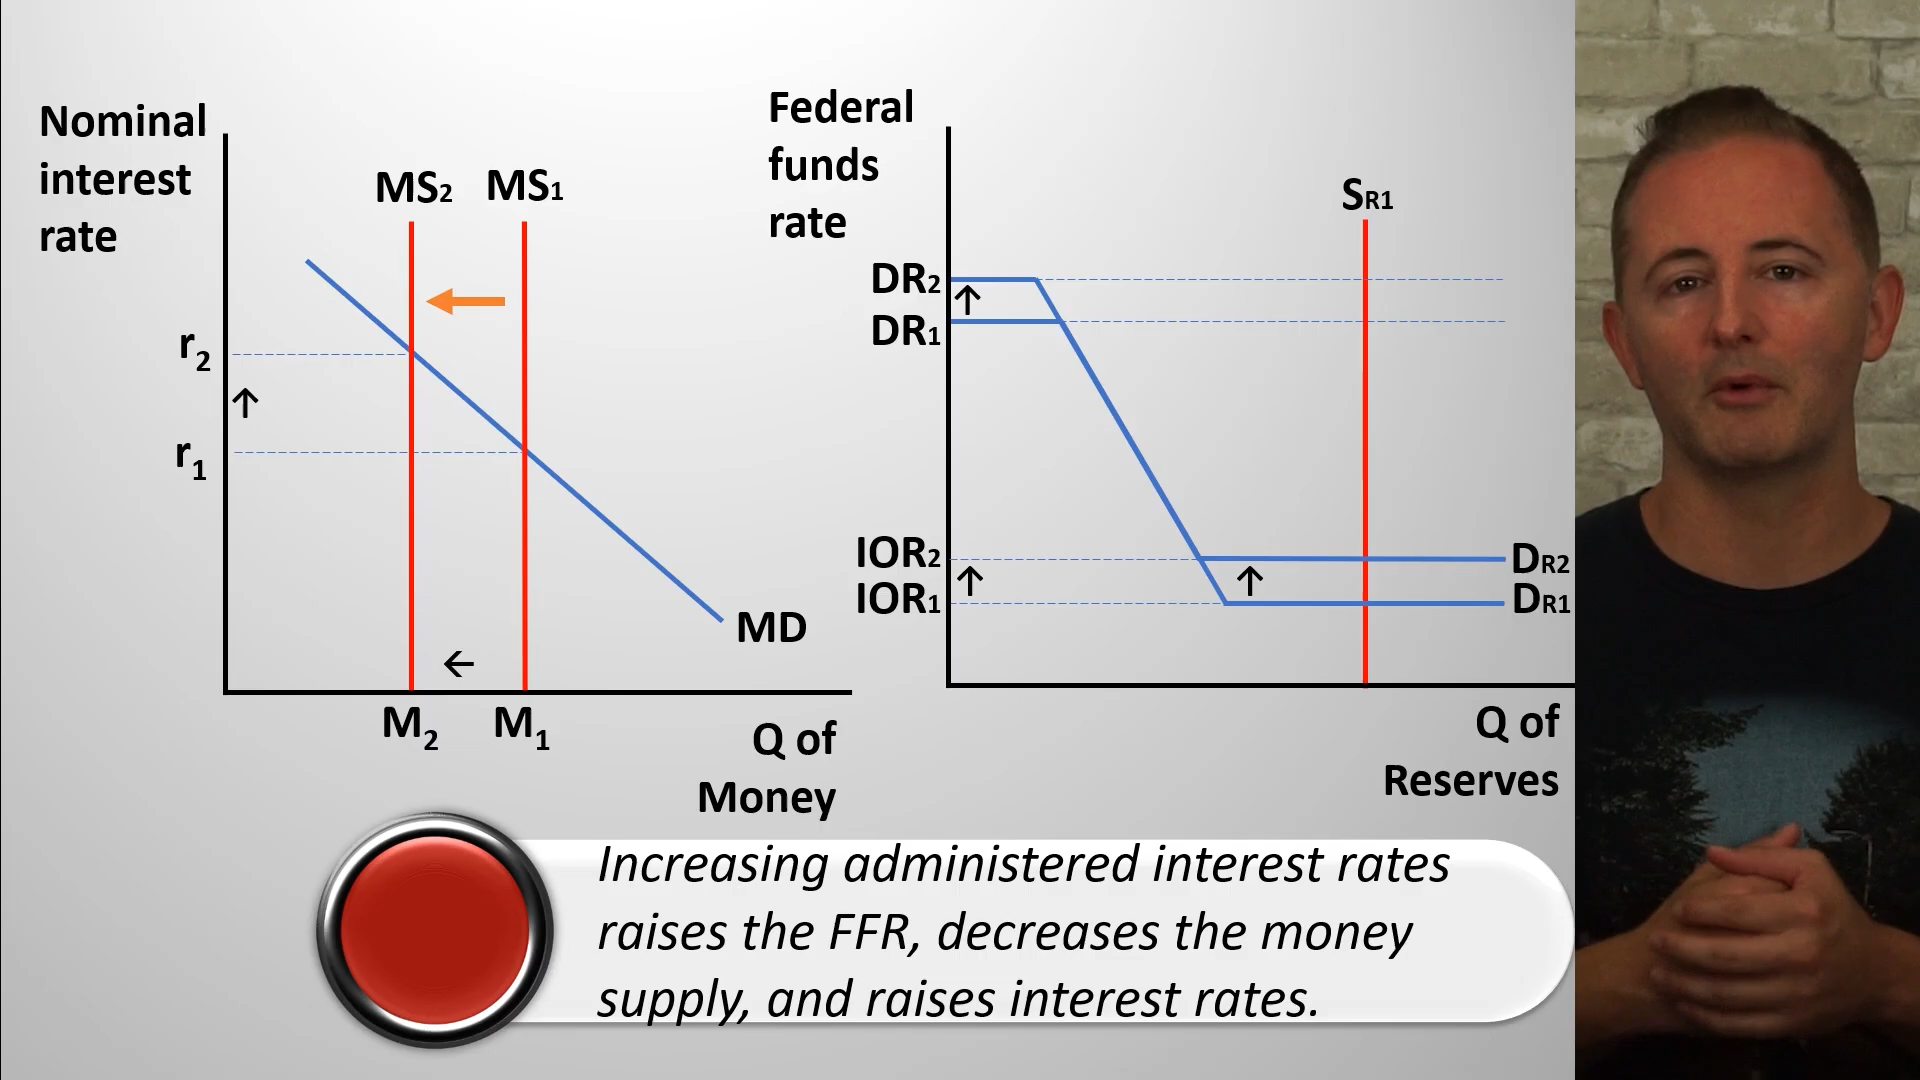 Nominal
interest
rate
MS2
MS1
r2
r1
MD
M2
M1
Q of
Money
Federal
funds
rate
SR1
DR2
DR1
IOR2
IOR1
DR2
DR1
Q of
Reserves
Increasing administered interest rates
raises the FFR, decreases the money
supply, and raises interest rates.